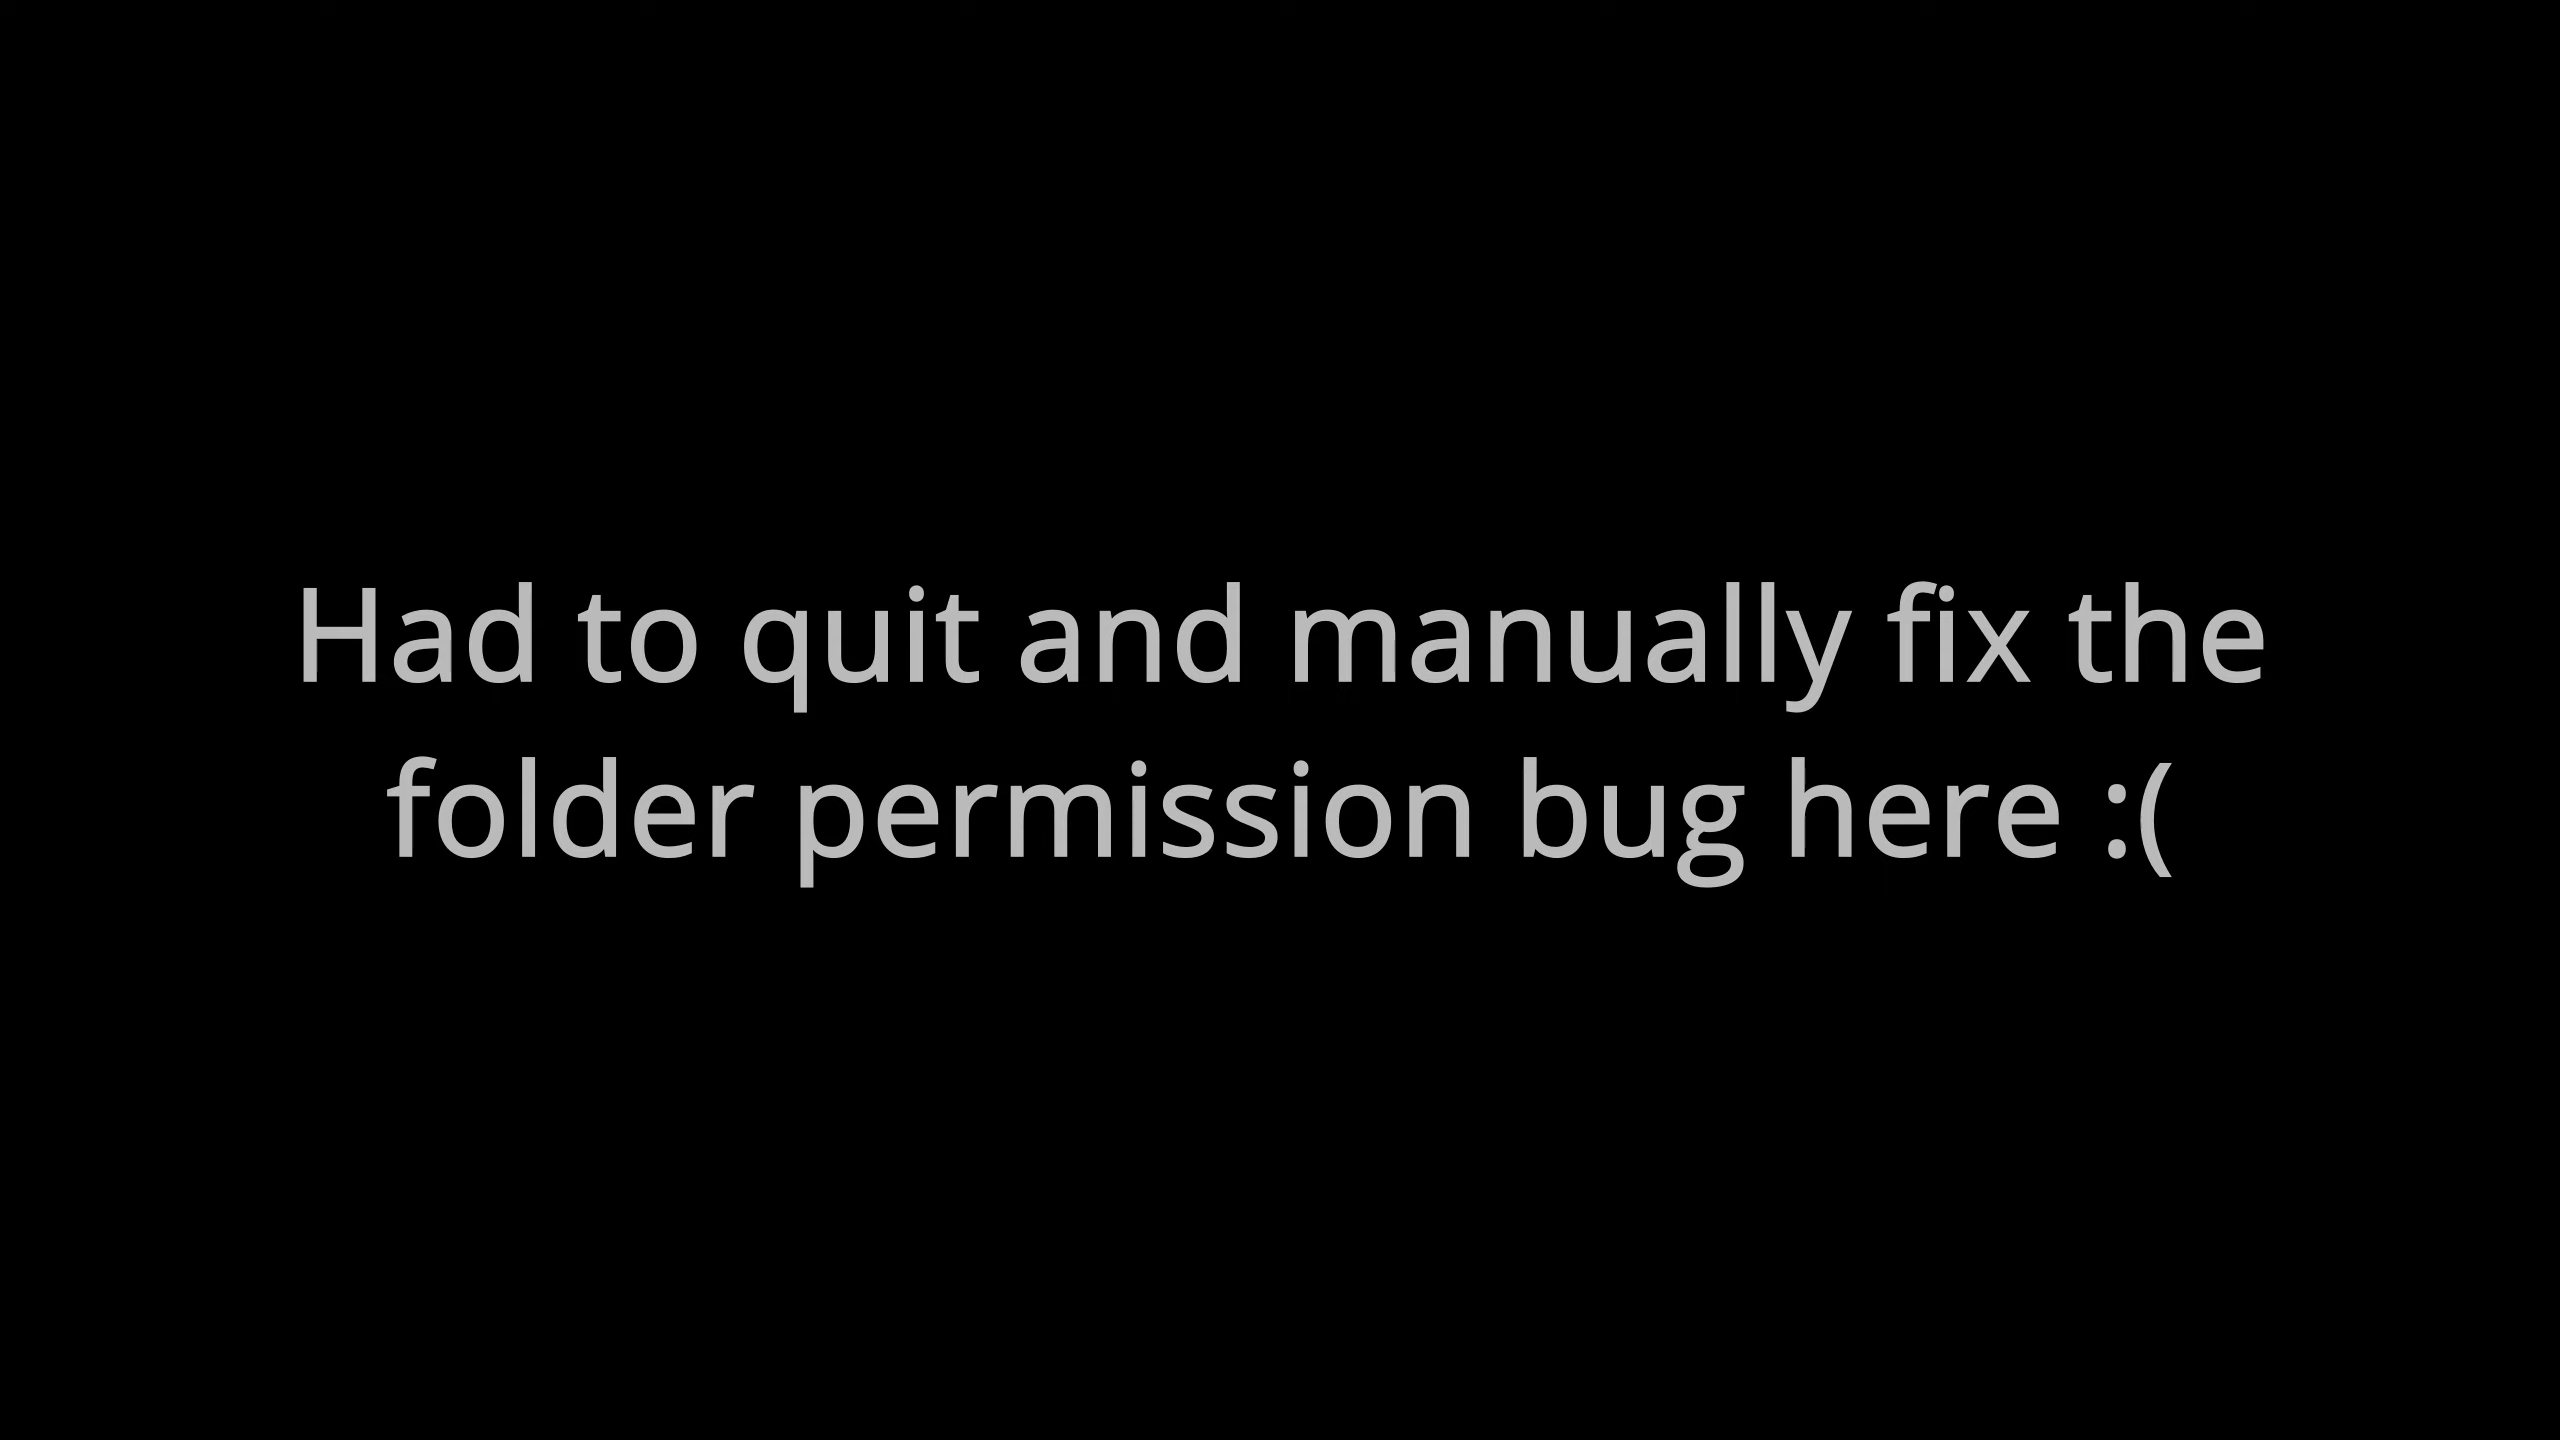 Had to quit and manually fix the
folder permission bug here :(